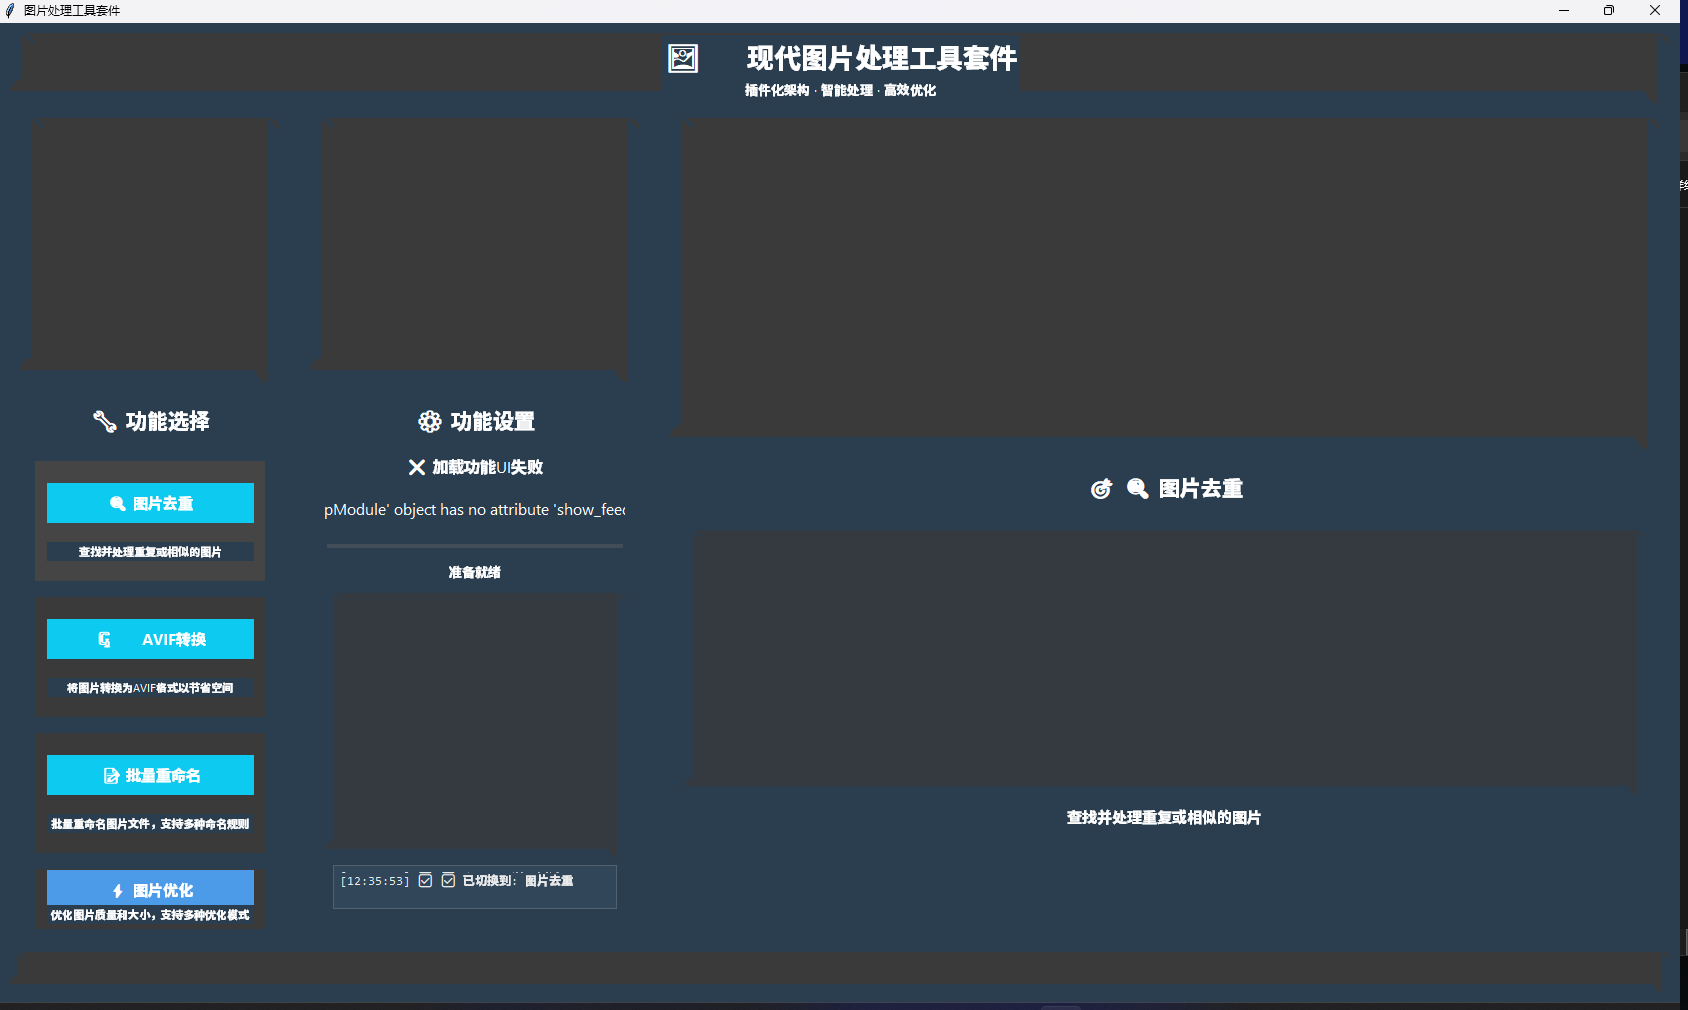 图片处理工具套件
现代图片处理工具套件
插件化架构 · 智能处理 · 高效优化
功能选择
图片去重
查找并处理重复或相似的图片
AVIF转换
将图片转换为AVIF格式以节省空间
批量重命名
批量重命名图片文件，支持多种命名规则
图片优化
优化图片质量和大小，支持多种优化模式
功能设置
加载功能UI失败
pModule' object has no attribute 'show_feed
准备就绪
[12:35:53] 已切换到: 图片去重
图片去重
查找并处理重复或相似的图片